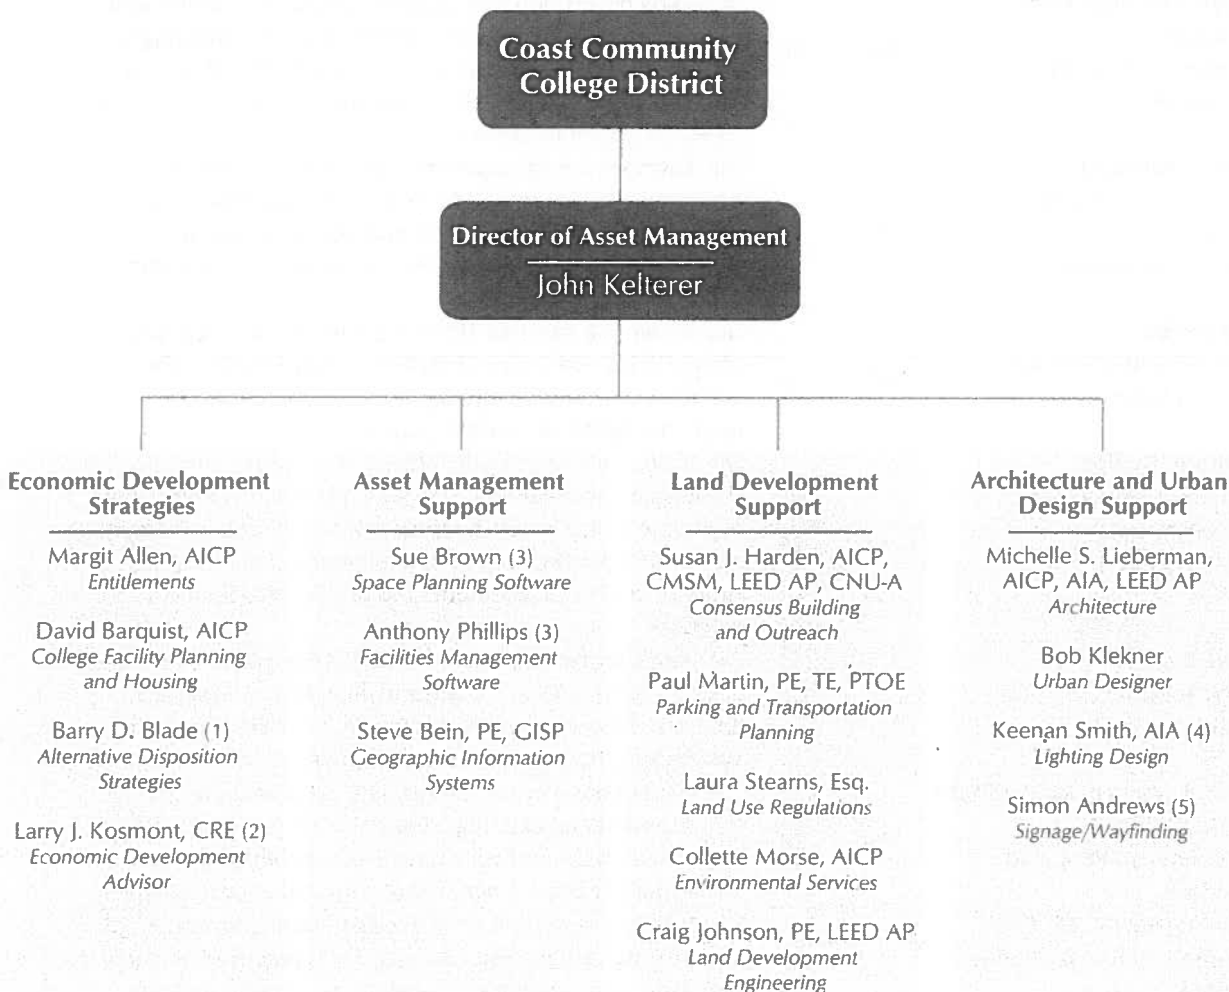 Coast Community
College District
Director of Asset Management
John Kelterer
Economic Development
Strategies
Margit Allen, AICP
Entitlements
David Barquist, AICP
College Facility Planning
and Housing
Barry D. Blade (1)
Alternative Disposition
Strategies
Larry J. Kosmont, CRE (2)
Economic Development
Advisor
Asset Management
Support
Sue Brown (3)
Space Planning Software
Anthony Phillips (3)
Facilities Management
Software
Steve Bein, PE, GISP
Geographic Information
Systems
Land Development
Support
Susan J. Harden, AICP,
CMSM, LEED AP, CNU-A
Consensus Building
and Outreach
Paul Martin, PE, TE, PTOE
Parking and Transportation
Planning
Laura Stearns, Esq.
Land Use Regulations
Collette Morse, AICP
Environmental Services
Craig Johnson, PE, LEED AP
Land Development
Engineering
Architecture and Urban
Design Support
Michelle S. Lieberman,
AICP, AIA, LEED AP
Architecture
Bob Klekner
Urban Designer
Keenan Smith, AIA (4)
Lighting Design
Simon Andrews (5)
Signage/Wayfinding